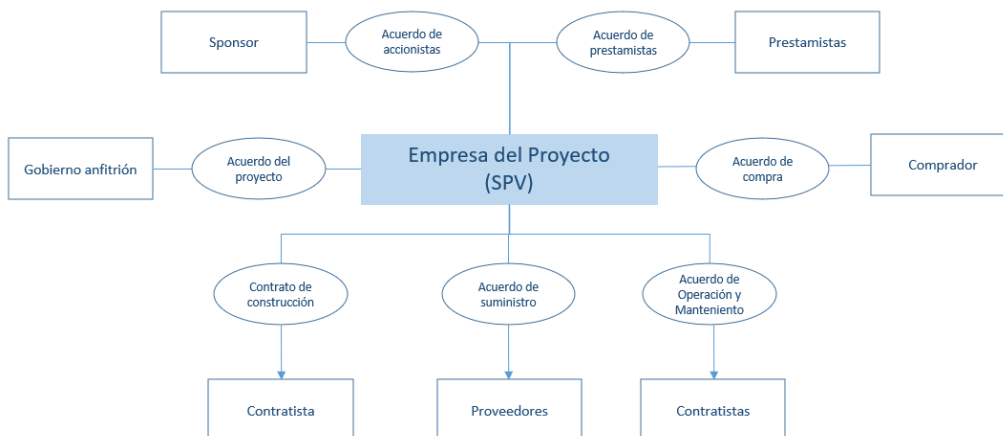 Sponsor
Acuerdo de
accionistas
Acuerdo de
prestamistas
Prestamistas
Gobierno anfitrión
Acuerdo del
proyecto
Empresa del Proyecto
(SPV)
Acuerdo de
compra
Comprador
Contrato de
construcción
Acuerdo de
suministro
Acuerdo de
Operación y
Mantenimiento
Contratista
Proveedores
Contratistas